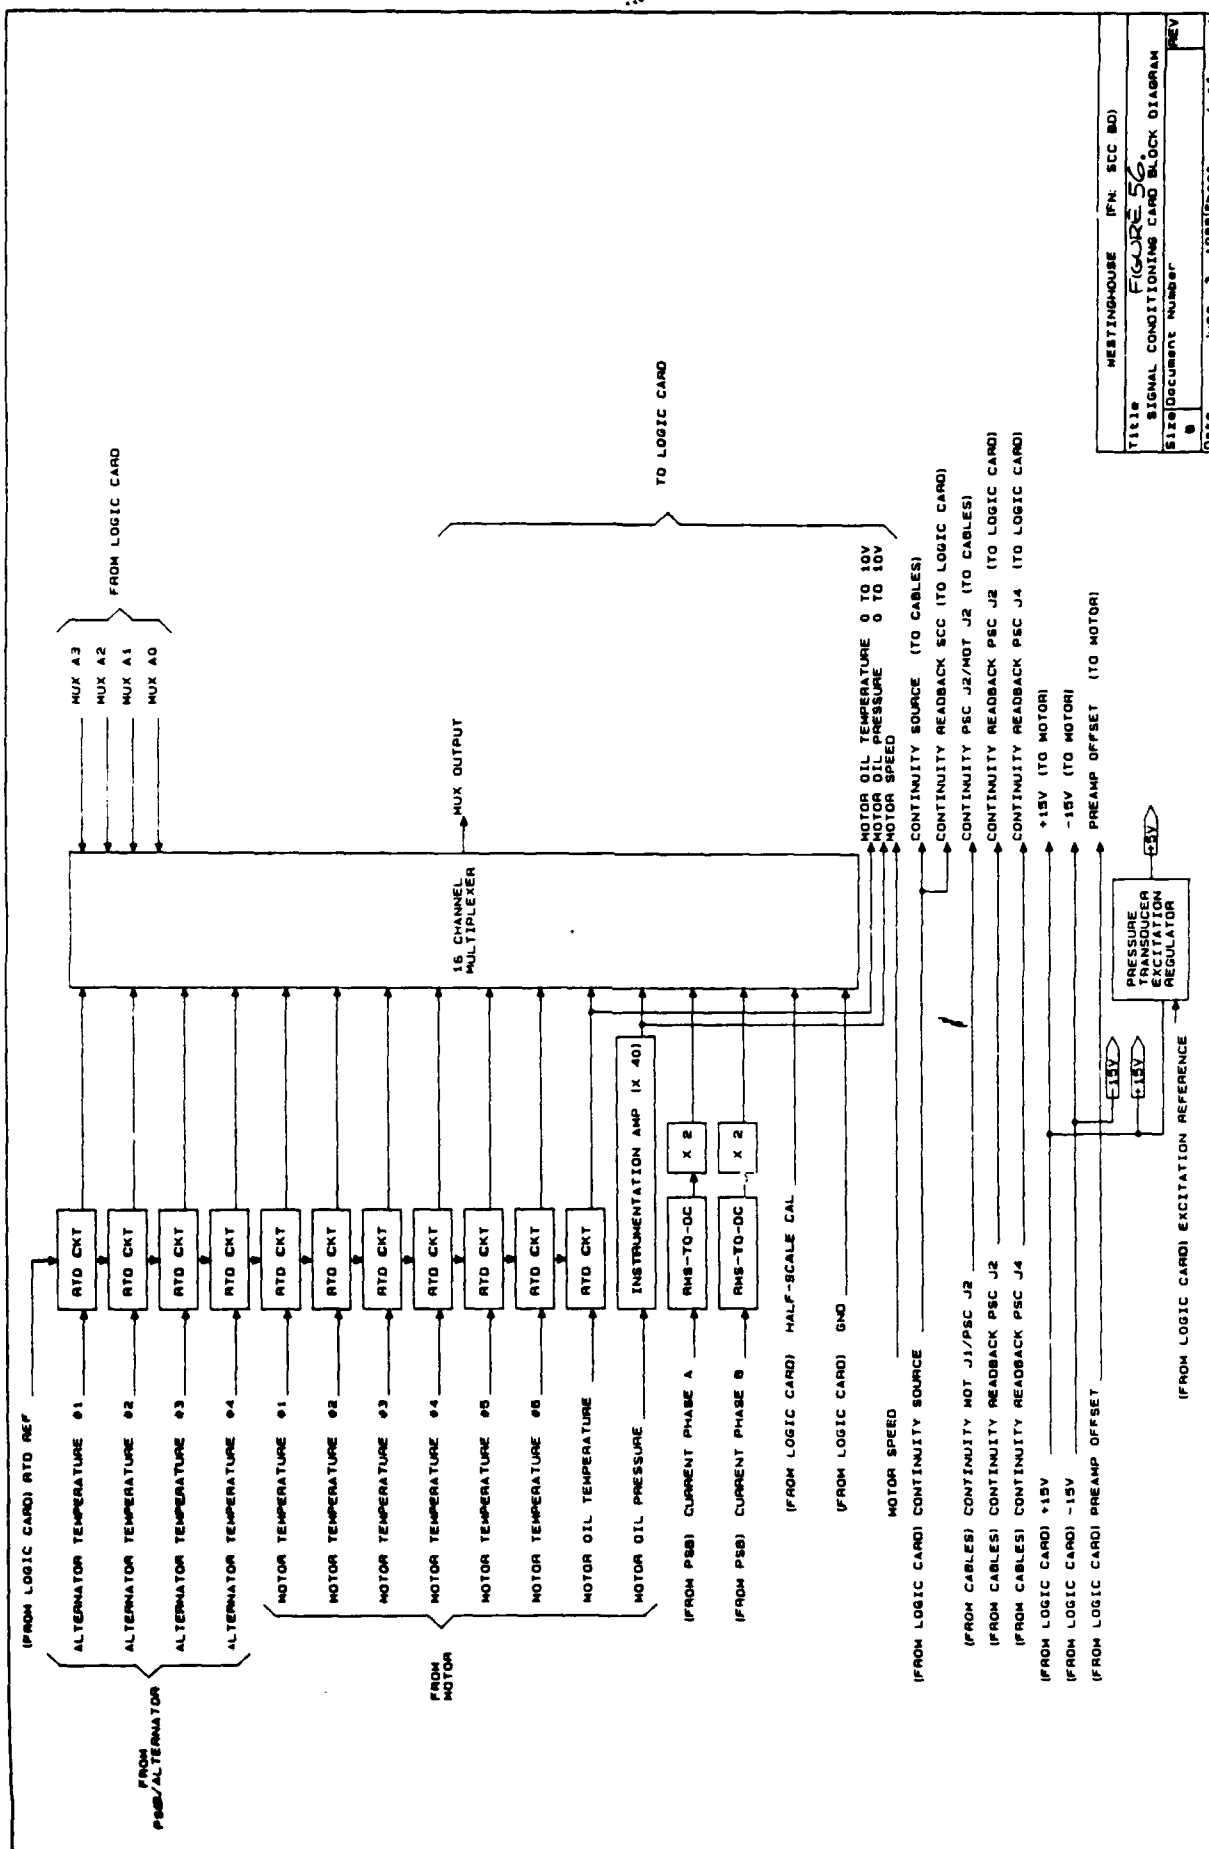 (FROM LOGIC CARD) RTD REF
ALTERNATOR TEMPERATURE #1
ALTERNATOR TEMPERATURE #2
ALTERNATOR TEMPERATURE #3
ALTERNATOR TEMPERATURE #4
FROM
PSEB/ALTERNATOR
MOTOR TEMPERATURE #1
MOTOR TEMPERATURE #2
MOTOR TEMPERATURE #3
MOTOR TEMPERATURE #4
MOTOR TEMPERATURE #5
MOTOR TEMPERATURE #6
MOTOR OIL TEMPERATURE
MOTOR OIL PRESSURE
FROM
MOTOR
(FROM PSB) CURRENT PHASE A
(FROM PSB) CURRENT PHASE B
RTD CKT
RTD CKT
RTD CKT
RTD CKT
RTD CKT
RTD CKT
RTD CKT
RTD CKT
RTD CKT
RTD CKT
RTD CKT
INSTRUMENTATION AMP (X 40)
RMS-TO-DC
X 2
RMS-TO-DC
X 2
(FROM LOGIC CARD) HALF-SCALE CAL
(FROM LOGIC CARD) GND
MOTOR SPEED
16 CHANNEL
MULTIPLEXER
MUX A3
MUX A2
MUX A1
MUX A0
FROM LOGIC CARD
MUX OUTPUT
MOTOR OIL TEMPERATURE 0 TO 10V
MOTOR OIL PRESSURE 0 TO 10V
MOTOR SPEED
TO LOGIC CARD
(FROM LOGIC CARD) CONTINUITY SOURCE
CONTINUITY SOURCE (TO CABLES)
CONTINUITY READBACK SCC (TO LOGIC CARD)
(FROM CABLES) CONTINUITY MOT J1/PSC J2
CONTINUITY PSC J2/MOT J2 (TO CABLES)
(FROM CABLES) CONTINUITY READBACK PSC J2
CONTINUITY READBACK PSC J2 (TO LOGIC CARD)
(FROM CABLES) CONTINUITY READBACK PSC J4
CONTINUITY READBACK PSC J4 (TO LOGIC CARD)
(FROM LOGIC CARD) +15V
+15V (TO MOTOR)
(FROM LOGIC CARD) -15V
-15V (TO MOTOR)
(FROM LOGIC CARD) PREAMP OFFSET
PREAMP OFFSET (TO MOTOR)
-15V
+15V
PRESSURE
TRANSDUCER
EXCITATION
REGULATOR
+5V
(FROM LOGIC CARD) EXCITATION REFERENCE
WESTINGHOUSE (FN: SCC BD)
Title
FIGURE 56.
SIGNAL CONDITIONING CARD BLOCK DIAGRAM
Size Document Number
REV
B